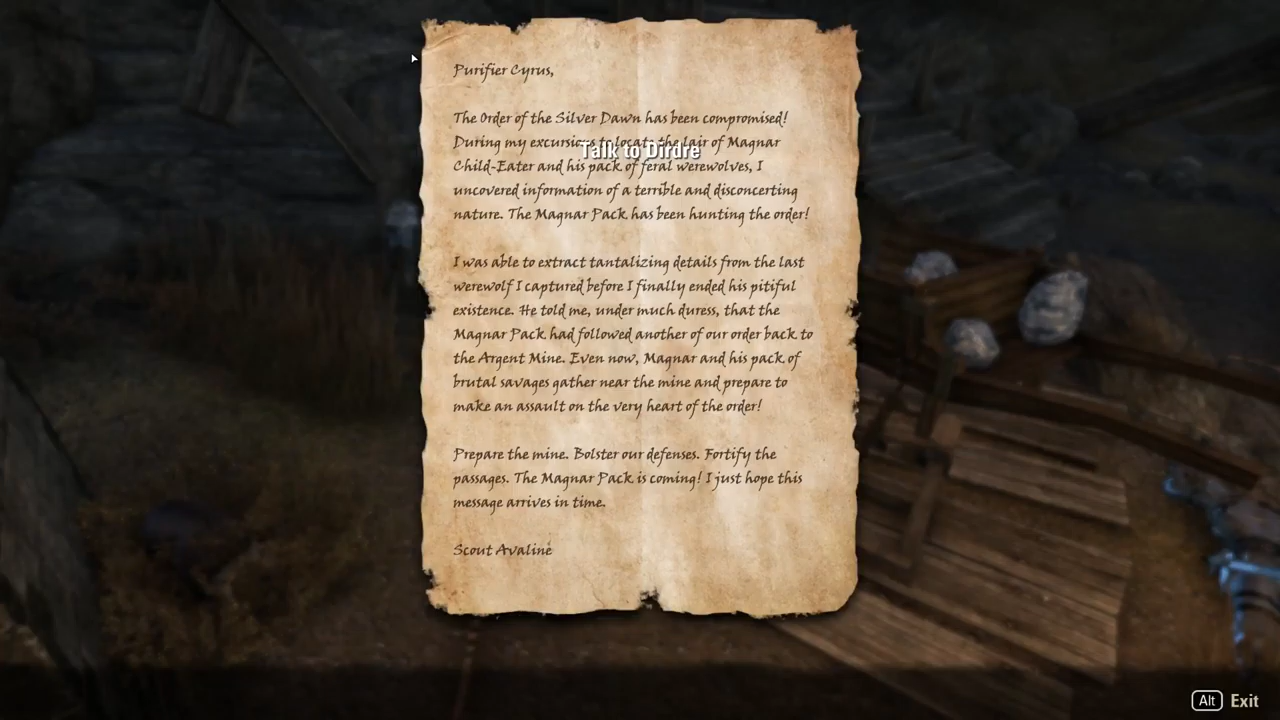 Purifier Cyrus,
The Order of the Silver Dawn has been compromised!
During my excursions to locate the lair of Magnar
Talk to Dirdre
Child-Eater and his pack of feral werewolves, I
uncovered information of a terrible and disconcerting
nature. The Magnar Pack has been hunting the order!
I was able to extract tantalizing details from the last
werewolf I captured before I finally ended his pitiful
existence. He told me, under much duress, that the
Magnar Pack had followed another of our order back to
the Argent Mine. Even now, Magnar and his pack of
brutal savages gather near the mine and prepare to
make an assault on the very heart of the order!
Prepare the mine. Bolster our defenses. Fortify the
passages. The Magnar Pack is coming! I just hope this
message arrives in time.
Scout Avaline
Alt Exit